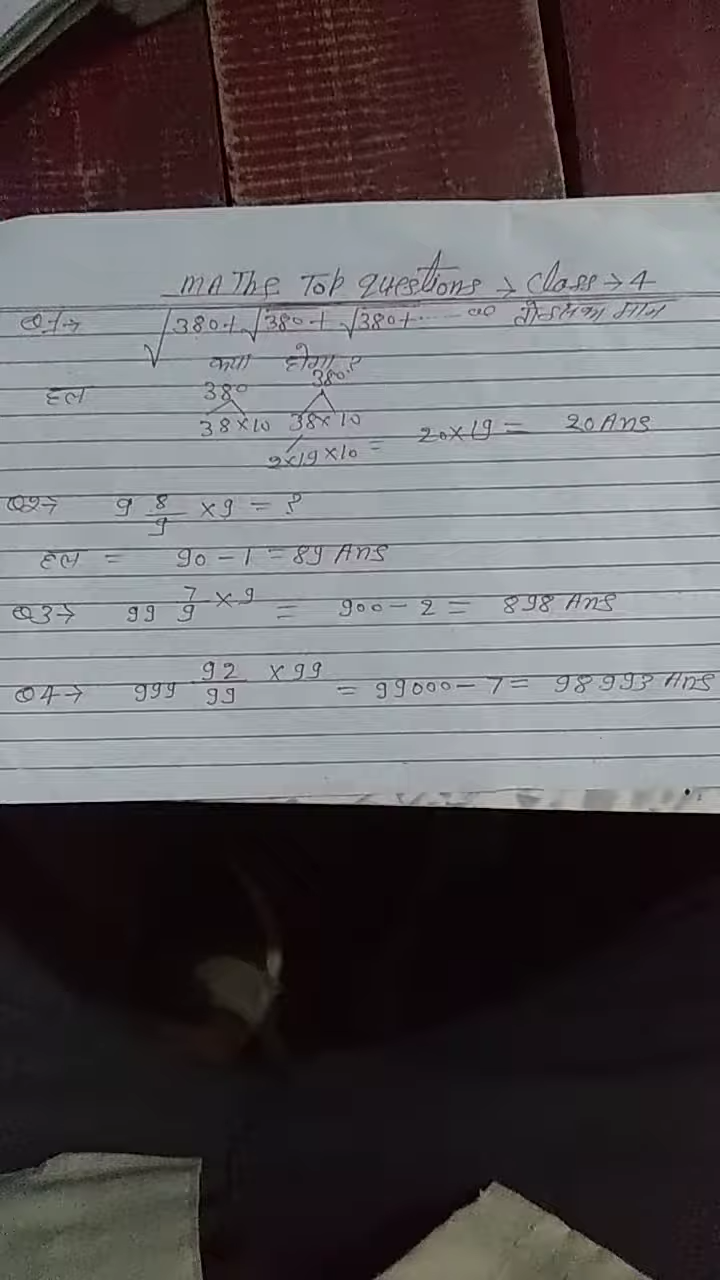 MAThs Top questions → Class → 4
Q1→ √380+√380+√380+.....∞ का मान
क्या होगा?
हल 380 380
38×10 38×10
2×19×10 = 20×19 = 20 Ans
Q2→ 9 8/9 ×9 = ?
हल = 90-1 = 89 Ans
Q3→ 99 7/9 ×9 = 900-2 = 898 Ans
Q4→ 999 92/99 ×99 = 99000-7 = 98993 Ans